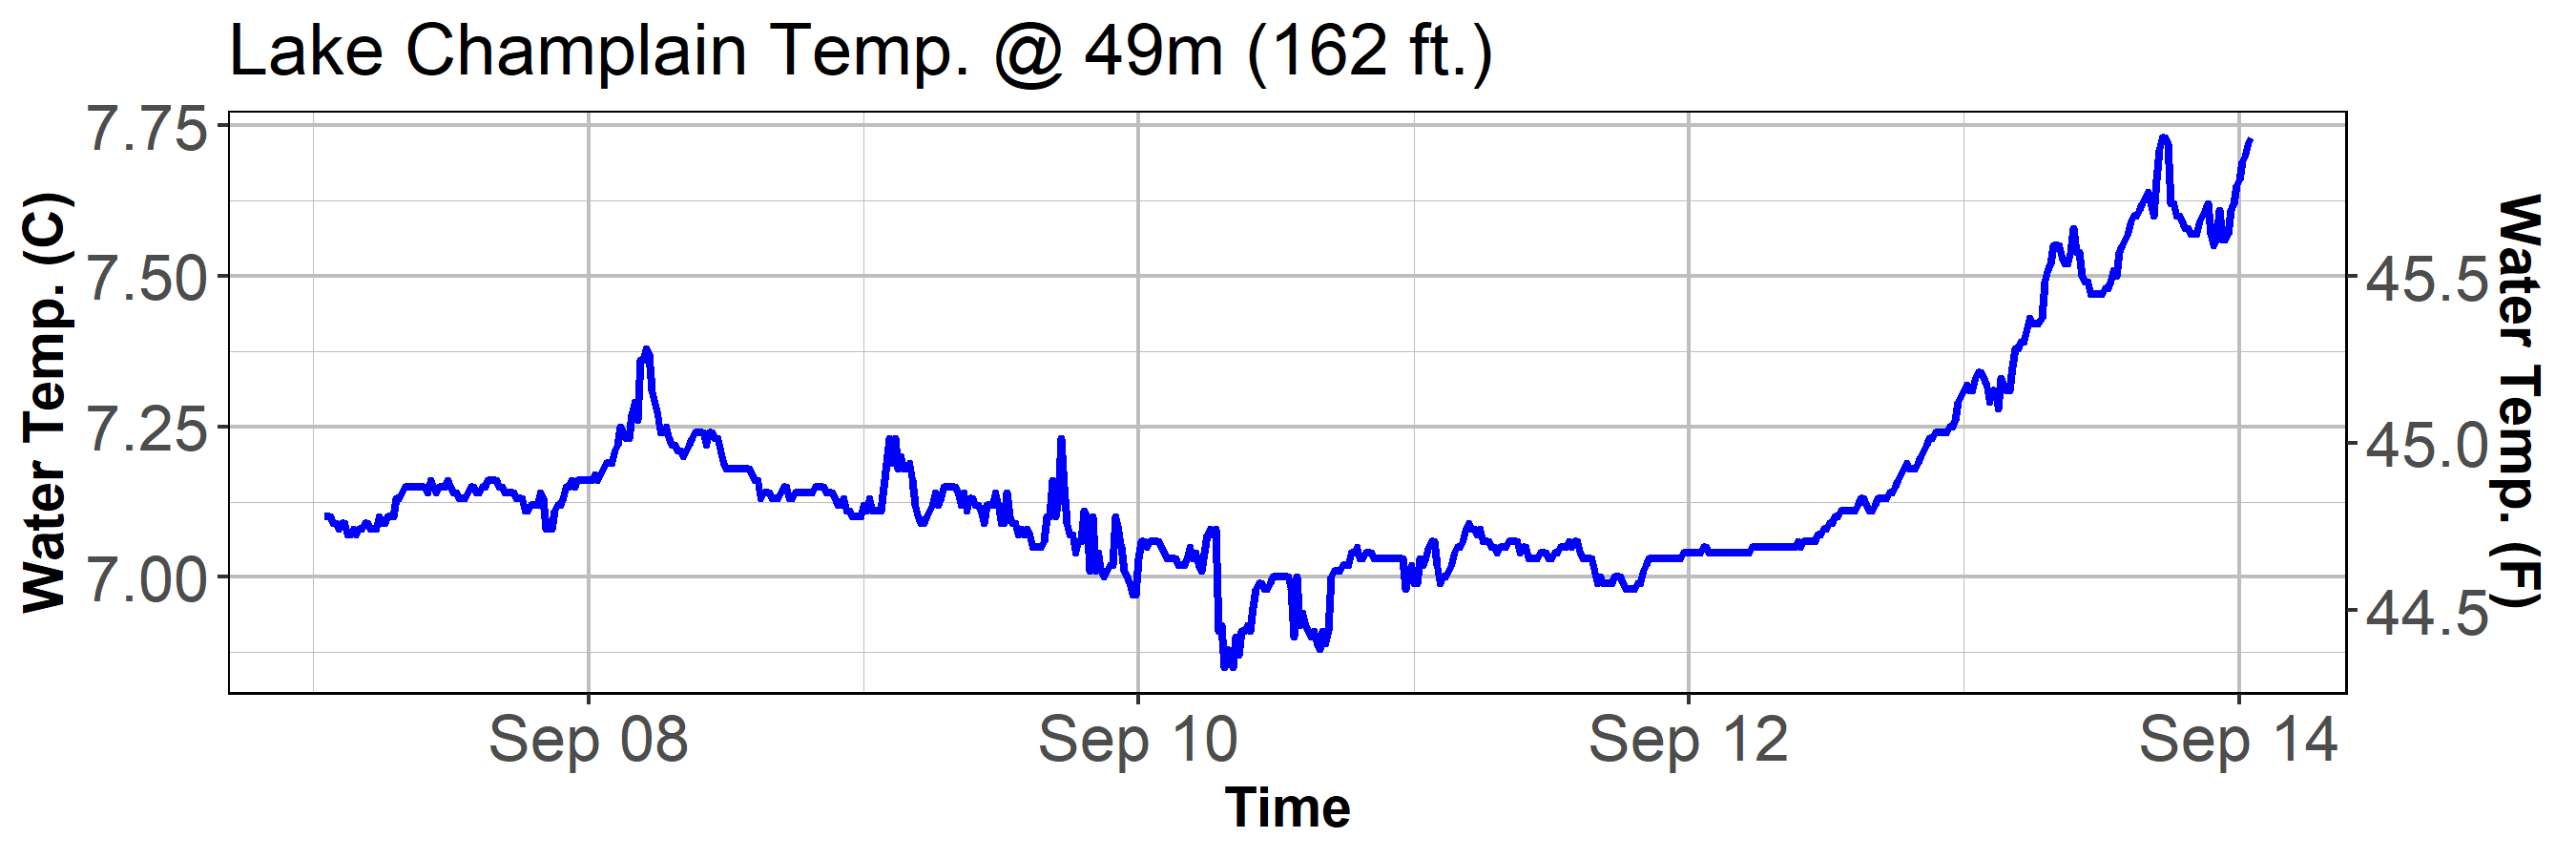 Lake Champlain Temp. @ 49m (162 ft.)
7.75
7.50
7.25
7.00
Water Temp. (C)
45.5
45.0
44.5
Water Temp. (F)
Sep 08 Sep 10 Sep 12 Sep 14
Time